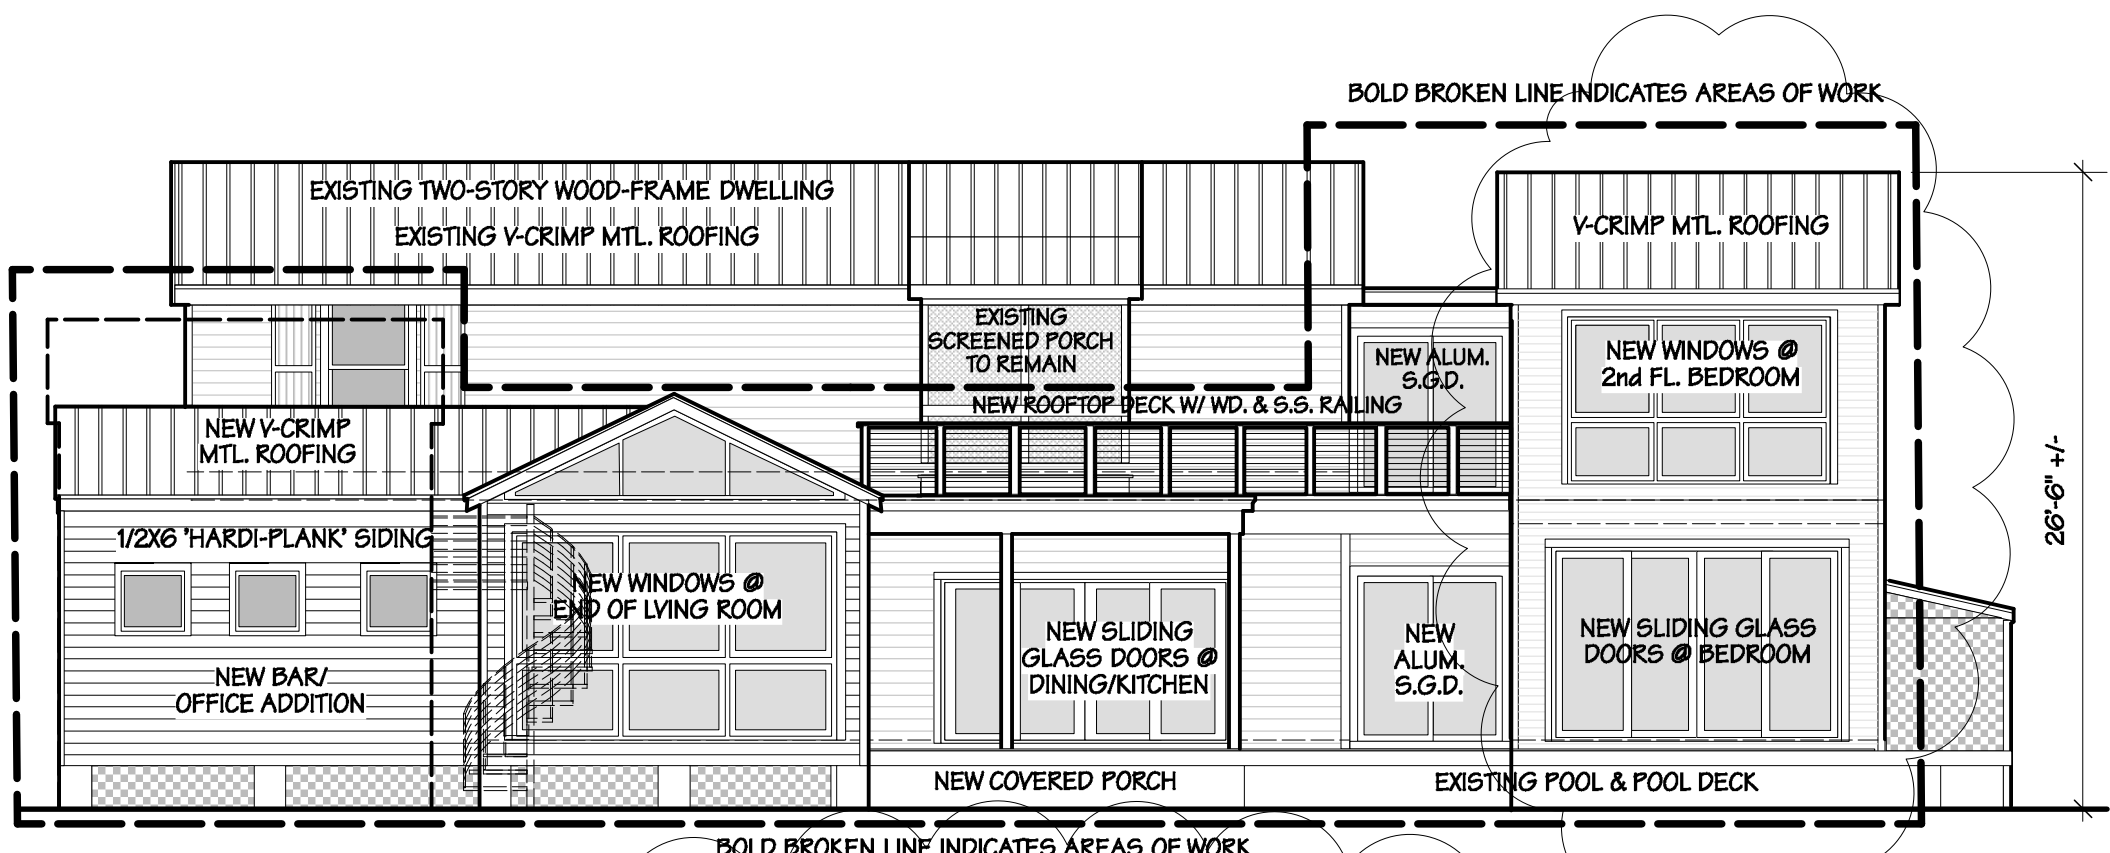 BOLD BROKEN LINE INDICATES AREAS OF WORK
EXISTING TWO-STORY WOOD-FRAME DWELLING
EXISTING V-CRIMP MTL. ROOFING
V-CRIMP MTL. ROOFING
EXISTING
SCREENED PORCH
TO REMAIN
NEW ALUM.
S.G.D.
NEW WINDOWS @
2nd FL. BEDROOM
NEW ROOFTOP DECK W/ WD. & S.S. RAILING
NEW V-CRIMP
MTL. ROOFING
26'-6" +/-
1/2X6 'HARDI-PLANK' SIDING
NEW WINDOWS @
END OF LVING ROOM
NEW SLIDING
GLASS DOORS @
DINING/KITCHEN
NEW
ALUM.
S.G.D.
NEW SLIDING GLASS
DOORS @ BEDROOM
NEW BAR/
OFFICE ADDITION
NEW COVERED PORCH
EXISTING POOL & POOL DECK
BOLD BROKEN LINE INDICATES AREAS OF WORK